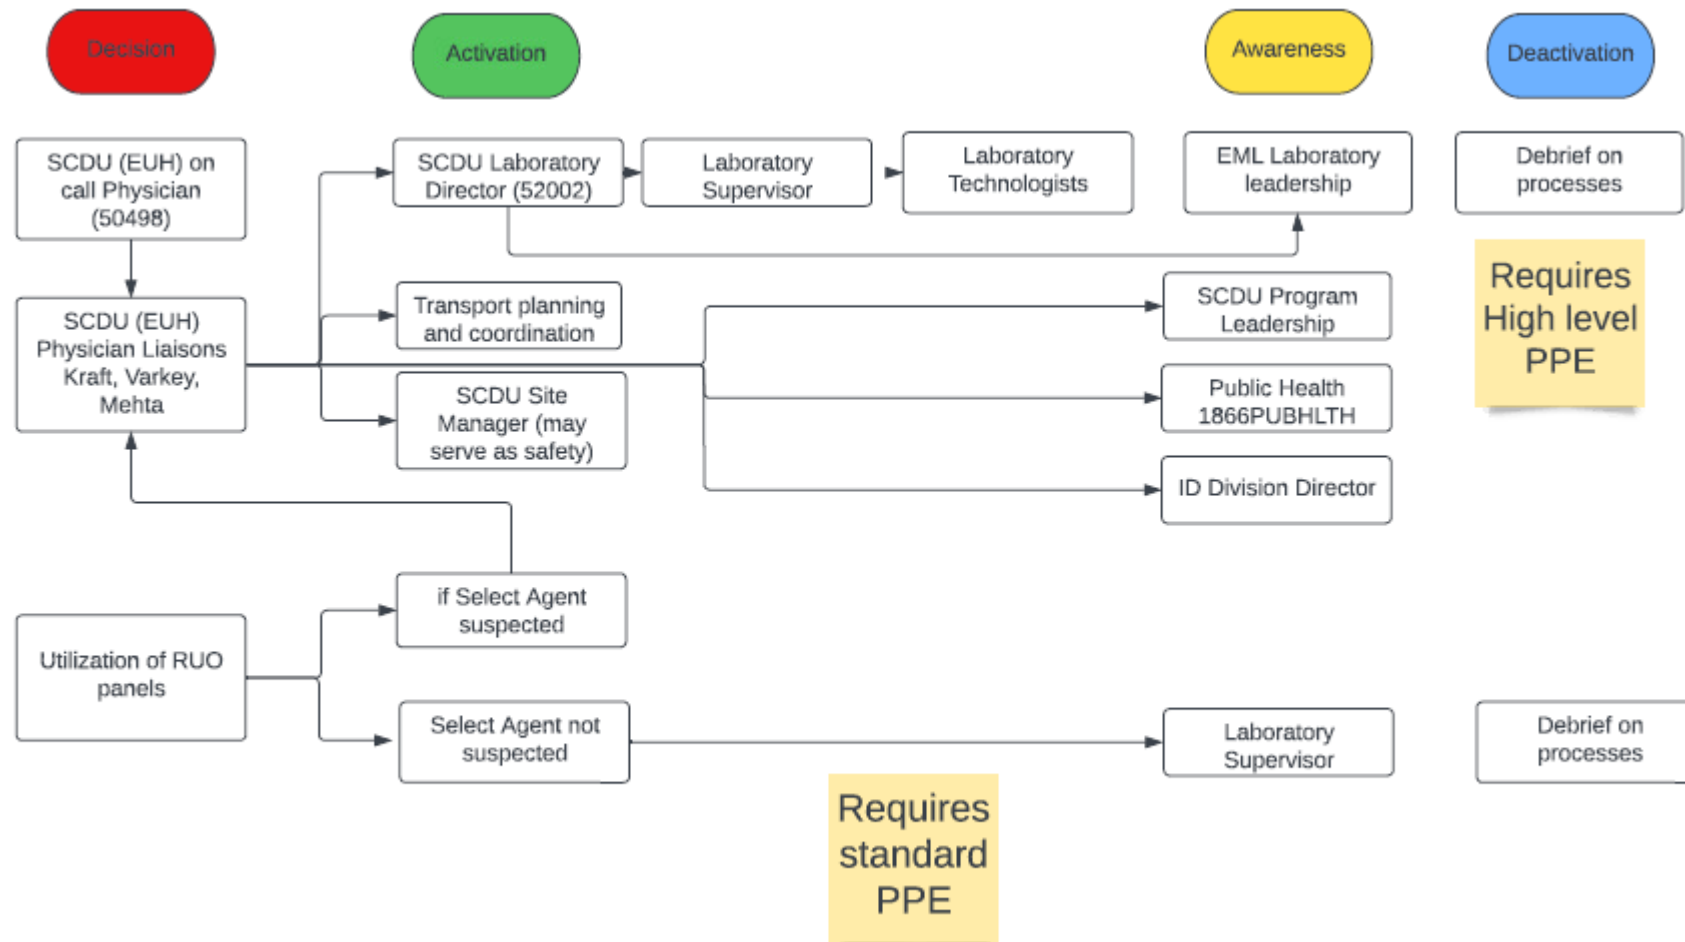 Decision
Activation
Awareness
Deactivation
SCDU (EUH) on
call Physician
(50498)
SCDU Laboratory
Director (52002)
Laboratory
Supervisor
Laboratory
Technologists
EML Laboratory
leadership
Debrief on
processes
SCDU (EUH)
Physician Liaisons
Kraft, Varkey,
Mehta
Transport planning
and coordination
SCDU Program
Leadership
Requires
High level
PPE
SCDU Site
Manager (may
serve as safety)
Public Health
1866PUBHLTH
ID Division Director
if Select Agent
suspected
Utilization of RUO
panels
Select Agent not
suspected
Laboratory
Supervisor
Debrief on
processes
Requires
standard
PPE